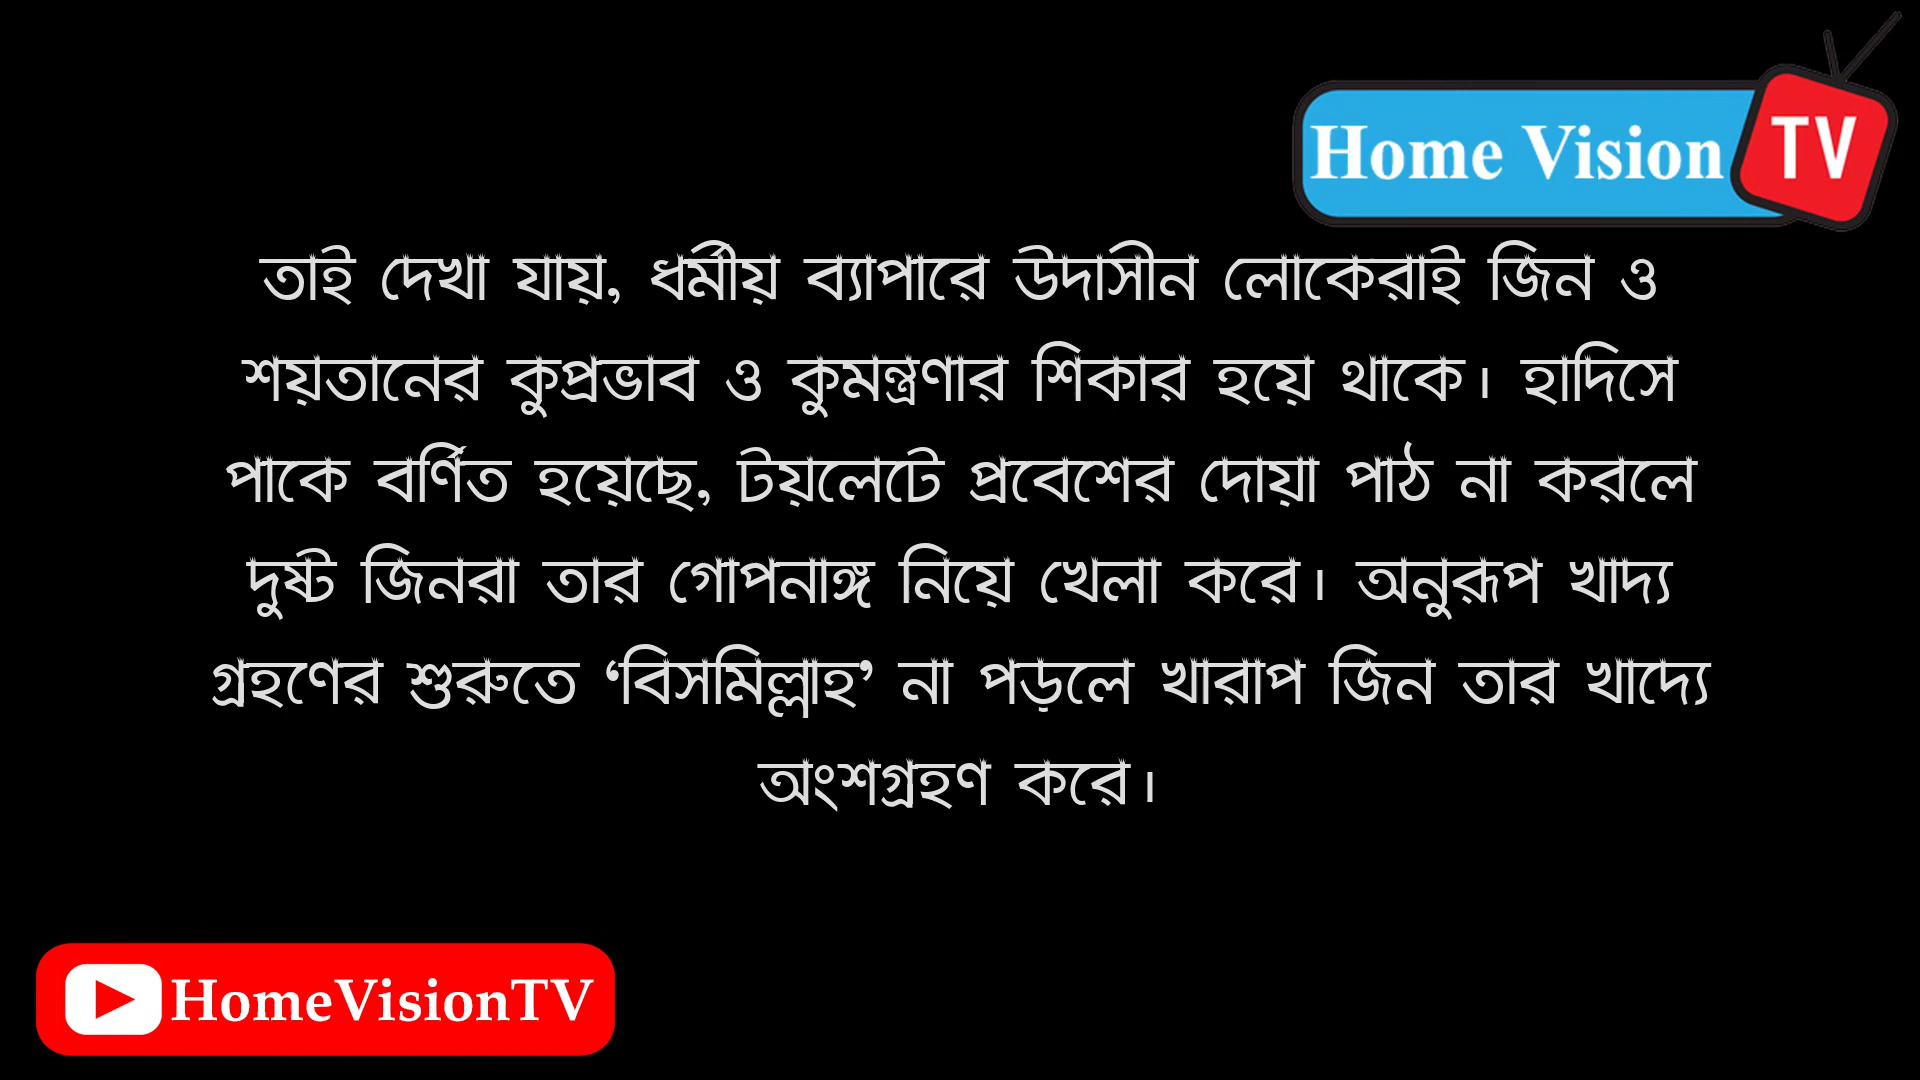 Home Vision TV
তাই দেখা যায়, ধর্মীয় ব্যাপারে উদাসীন লোকেরাই জিন ও
শয়তানের কুপ্রভাব ও কুমন্ত্রণার শিকার হয়ে থাকে। হাদিসে
পাকে বর্ণিত হয়েছে, টয়লেটে প্রবেশের দোয়া পাঠ না করলে
দুষ্ট জিনরা তার গোপনাঙ্গ নিয়ে খেলা করে। অনুরূপ খাদ্য
গ্রহণের শুরুতে ‘বিসমিল্লাহ’ না পড়লে খারাপ জিন তার খাদ্যে
অংশগ্রহণ করে।
HomeVisionTV